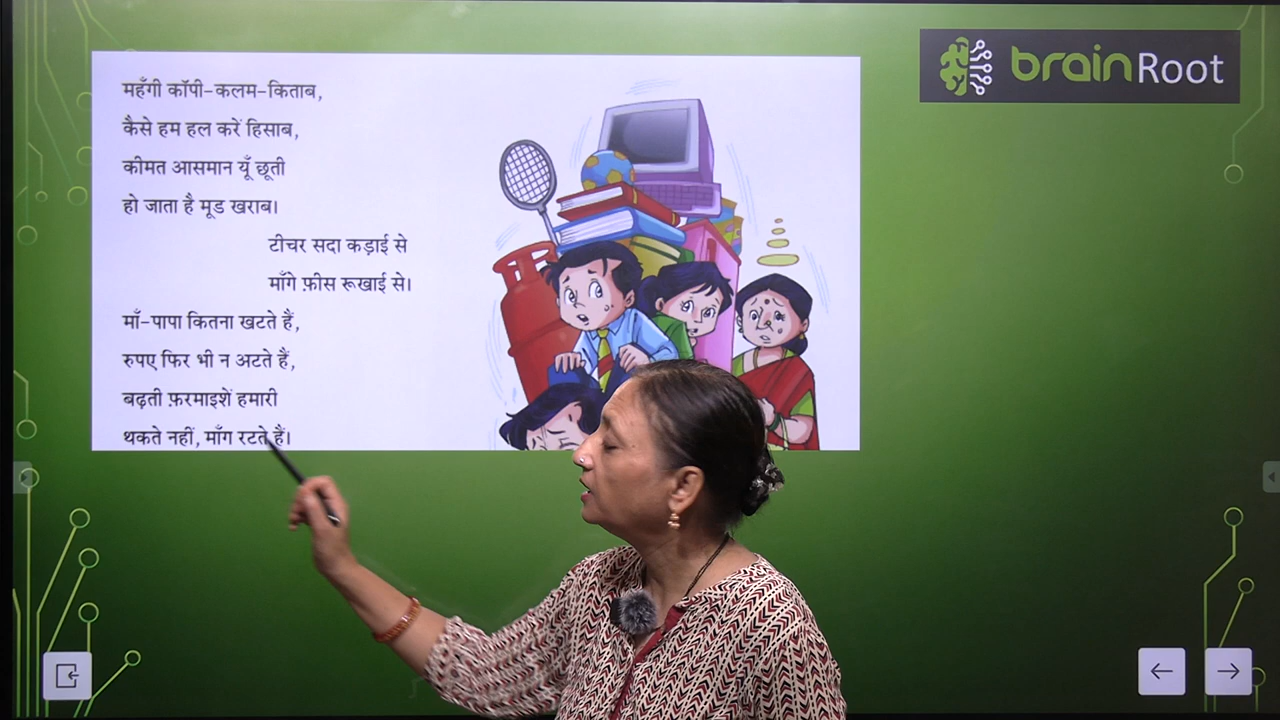 महँगी कॉपी-कलम-किताब,
कैसे हम हल करें हिसाब,
कीमत आसमान यूँ छूती
हो जाता है मूड खराब।
टीचर सदा कड़ाई से
माँगे फ़ीस रूखाई से।
माँ-पापा कितना खटते हैं,
रुपए फिर भी न अटते हैं,
बढ़ती फ़रमाइशें हमारी
थकते नहीं, माँग रटते हैं।
brainRoot